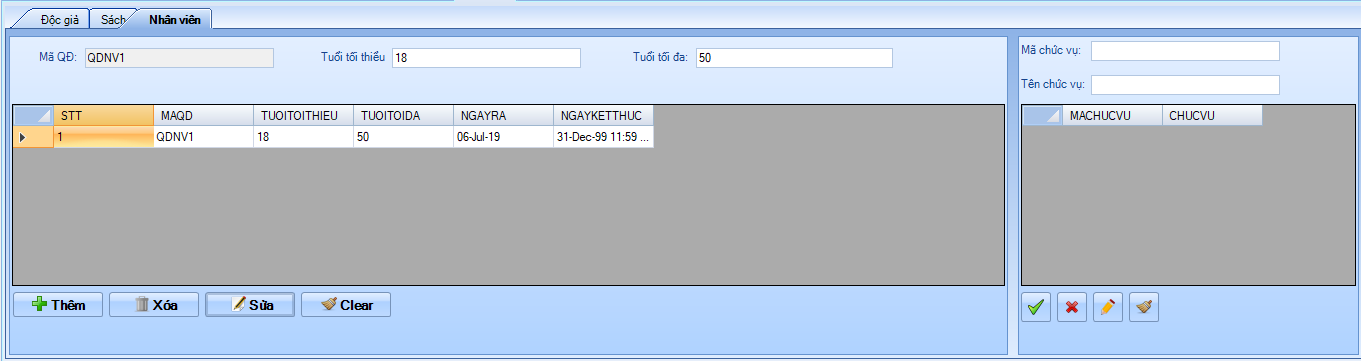 Độc giả Sách Nhân viên
Mã QĐ: QDNV1 Tuổi tối thiểu 18 Tuổi tối đa: 50
STT MAQD TUOITOITHIEU TUOITOIDA NGAYRA NGAYKETTHUC
1 QDNV1 18 50 06-Jul-19 31-Dec-99 11:59 ...
Thêm Xóa Sửa Clear
Mã chức vụ:
Tên chức vụ:
MACHUCVU CHUCVU